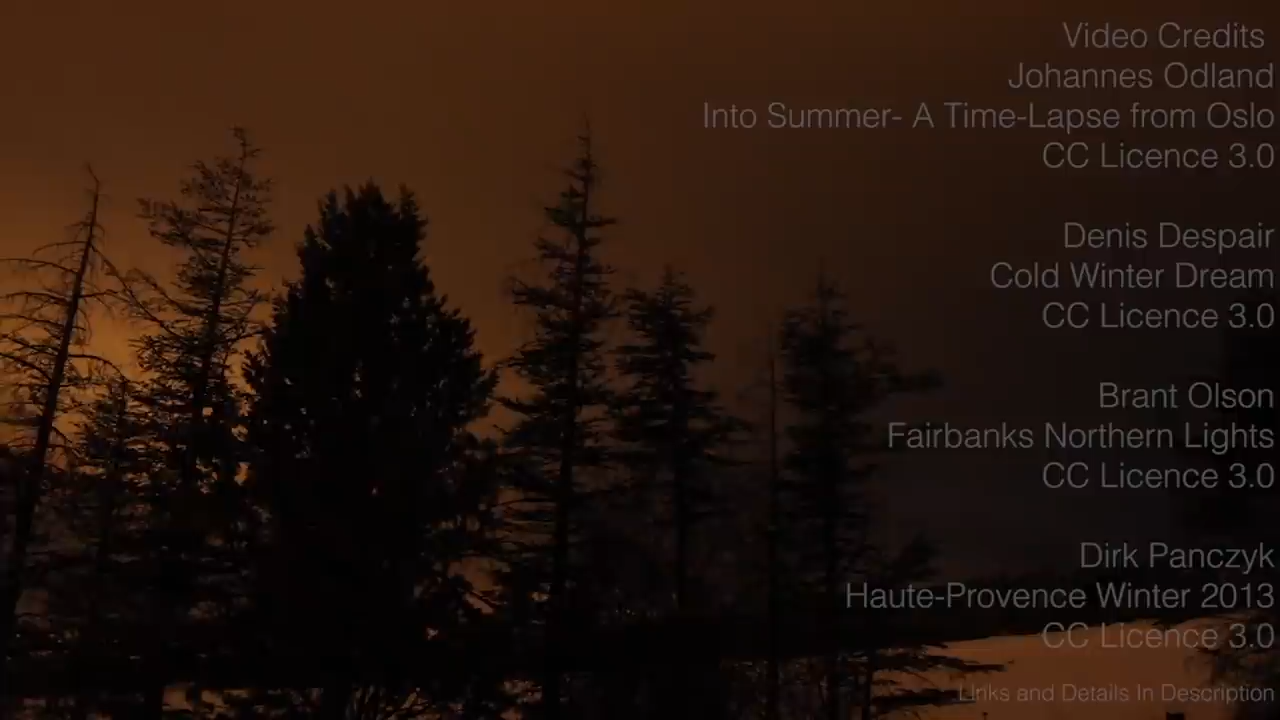 Video Credits
Johannes Odland
Into Summer- A Time-Lapse from Oslo
CC Licence 3.0
Denis Despair
Cold Winter Dream
CC Licence 3.0
Brant Olson
Fairbanks Northern Lights
CC Licence 3.0
Dirk Panczyk
Haute-Provence Winter 2013
CC Licence 3.0
LInks and Details In Description